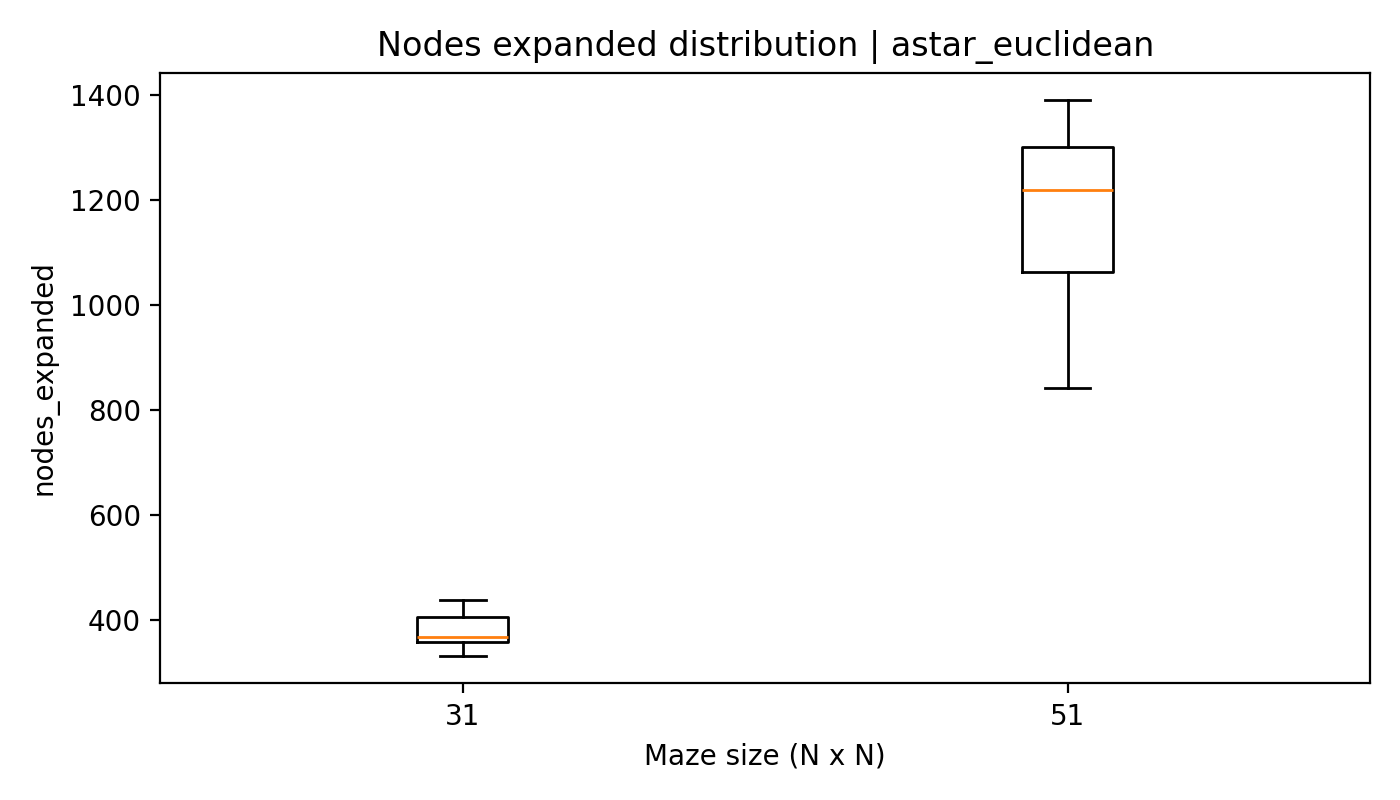 Nodes expanded distribution | astar_euclidean
nodes_expanded
1400
1200
1000
800
600
400
31
51
Maze size (N x N)